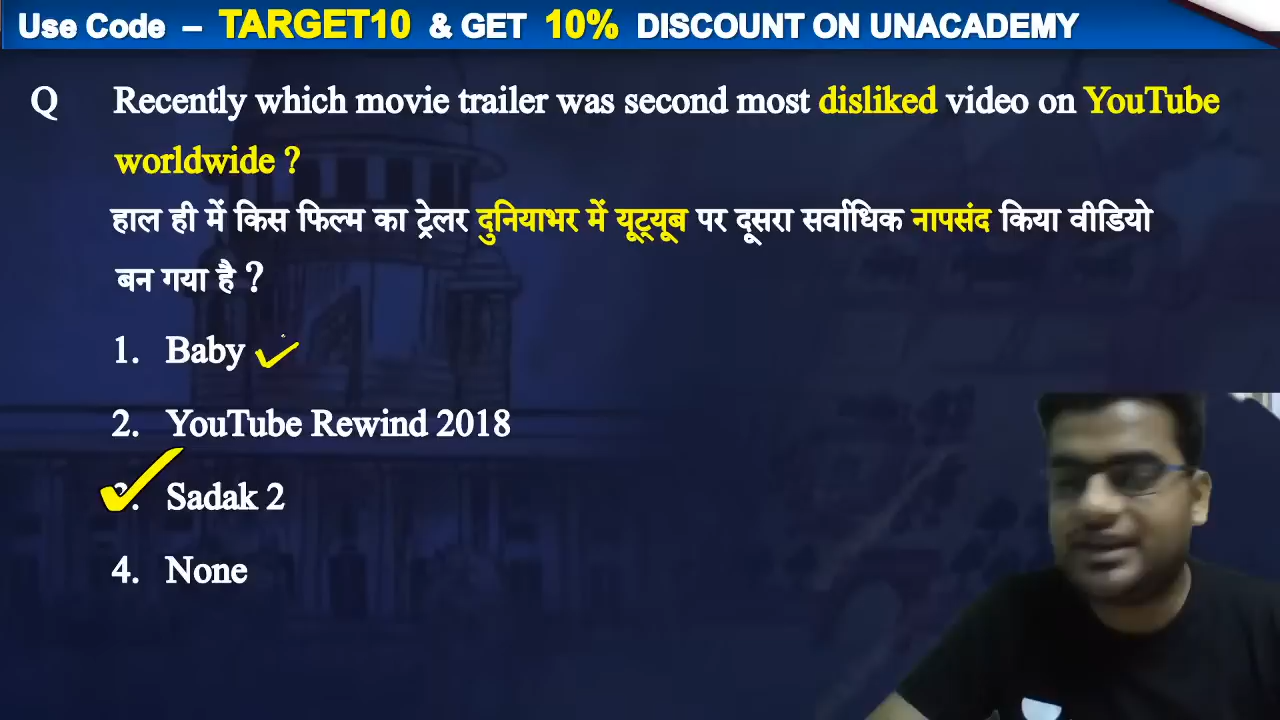 Use Code – TARGET10 & GET 10% DISCOUNT ON UNACADEMY
Q Recently which movie trailer was second most disliked video on YouTube
worldwide ?
हाल ही में किस फिल्म का ट्रेलर दुनियाभर में यूट्यूब पर दूसरा सर्वाधिक नापसंद किया वीडियो
बन गया है ?
1. Baby
2. YouTube Rewind 2018
3. Sadak 2
4. None